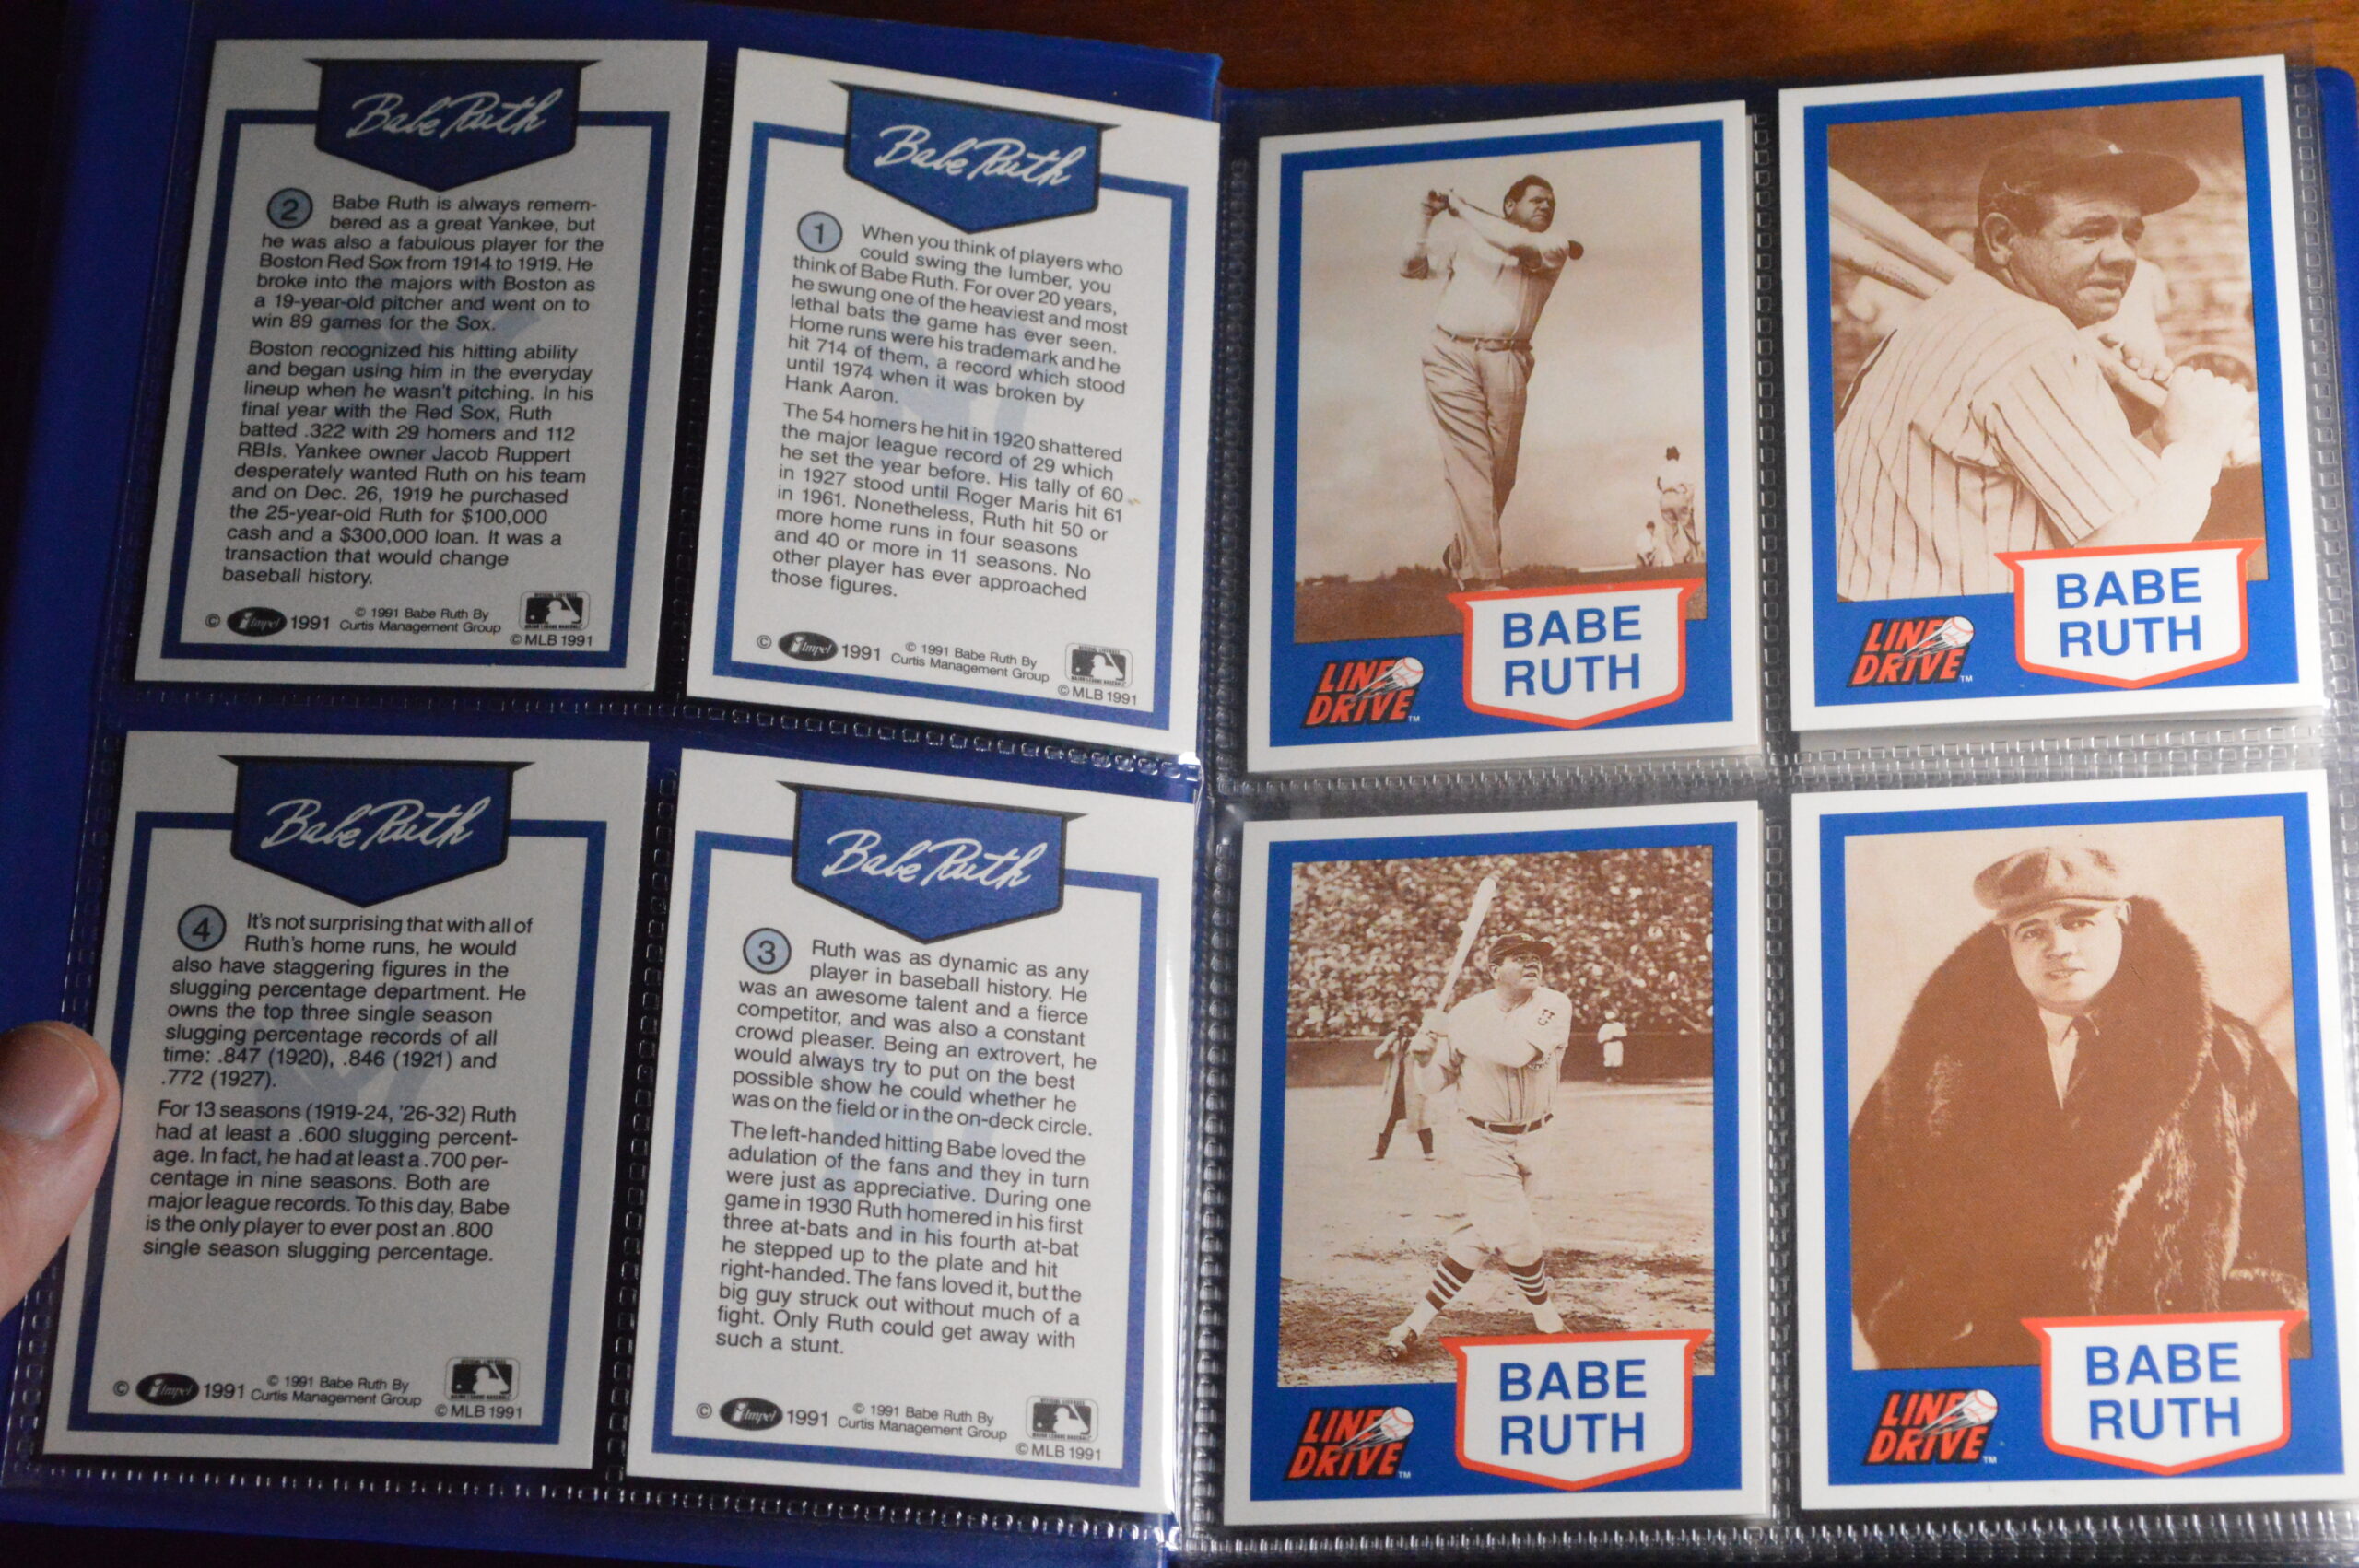 Babe Ruth
2
Babe Ruth is always remem-
bered as a great Yankee, but
he was also a fabulous player for the
Boston Red Sox from 1914 to 1919. He
broke into the majors with Boston as
a 19-year-old pitcher and went on to
win 89 games for the Sox.
Boston recognized his hitting ability
and began using him in the everyday
lineup when he wasn't pitching. In his
final year with the Red Sox, Ruth
batted .322 with 29 homers and 112
RBIs. Yankee owner Jacob Ruppert
desperately wanted Ruth on his team
and on Dec. 26, 1919 he purchased
the 25-year-old Ruth for $100,000
cash and a $300,000 loan. It was a
transaction that would change
baseball history.
© Impel 1991 © 1991 Babe Ruth By
Curtis Management Group
© MLB 1991
Babe Ruth
1
When you think of players who
could swing the lumber, you
think of Babe Ruth. For over 20 years,
he swung one of the heaviest and most
lethal bats the game has ever seen.
Home runs were his trademark and he
hit 714 of them, a record which stood
until 1974 when it was broken by
Hank Aaron.
The 54 homers he hit in 1920 shattered
the major league record of 29 which
he set the year before. His tally of 60
in 1927 stood until Roger Maris hit 61
in 1961. Nonetheless, Ruth hit 50 or
more home runs in four seasons
and 40 or more in 11 seasons. No
other player has ever approached
those figures.
© Impel 1991 © 1991 Babe Ruth By
Curtis Management Group
© MLB 1991
LINE
DRIVE™
BABE
RUTH
LINE
DRIVE™
BABE
RUTH
Babe Ruth
4
It's not surprising that with all of
Ruth's home runs, he would
also have staggering figures in the
slugging percentage department. He
owns the top three single season
slugging percentage records of all
time: .847 (1920), .846 (1921) and
.772 (1927).
For 13 seasons (1919-24, '26-32) Ruth
had at least a .600 slugging percent-
age. In fact, he had at least a .700 per-
centage in nine seasons. Both are
major league records. To this day, Babe
is the only player to ever post an .800
single season slugging percentage.
© Impel 1991 © 1991 Babe Ruth By
Curtis Management Group
© MLB 1991
Babe Ruth
3
Ruth was as dynamic as any
player in baseball history. He
was an awesome talent and a fierce
competitor, and was also a constant
crowd pleaser. Being an extrovert, he
would always try to put on the best
possible show he could whether he
was on the field or in the on-deck circle.
The left-handed hitting Babe loved the
adulation of the fans and they in turn
were just as appreciative. During one
game in 1930 Ruth homered in his first
three at-bats and in his fourth at-bat
he stepped up to the plate and hit
right-handed. The fans loved it, but the
big guy struck out without much of a
fight. Only Ruth could get away with
such a stunt.
© Impel 1991 © 1991 Babe Ruth By
Curtis Management Group
© MLB 1991
LINE
DRIVE™
BABE
RUTH
LINE
DRIVE™
BABE
RUTH